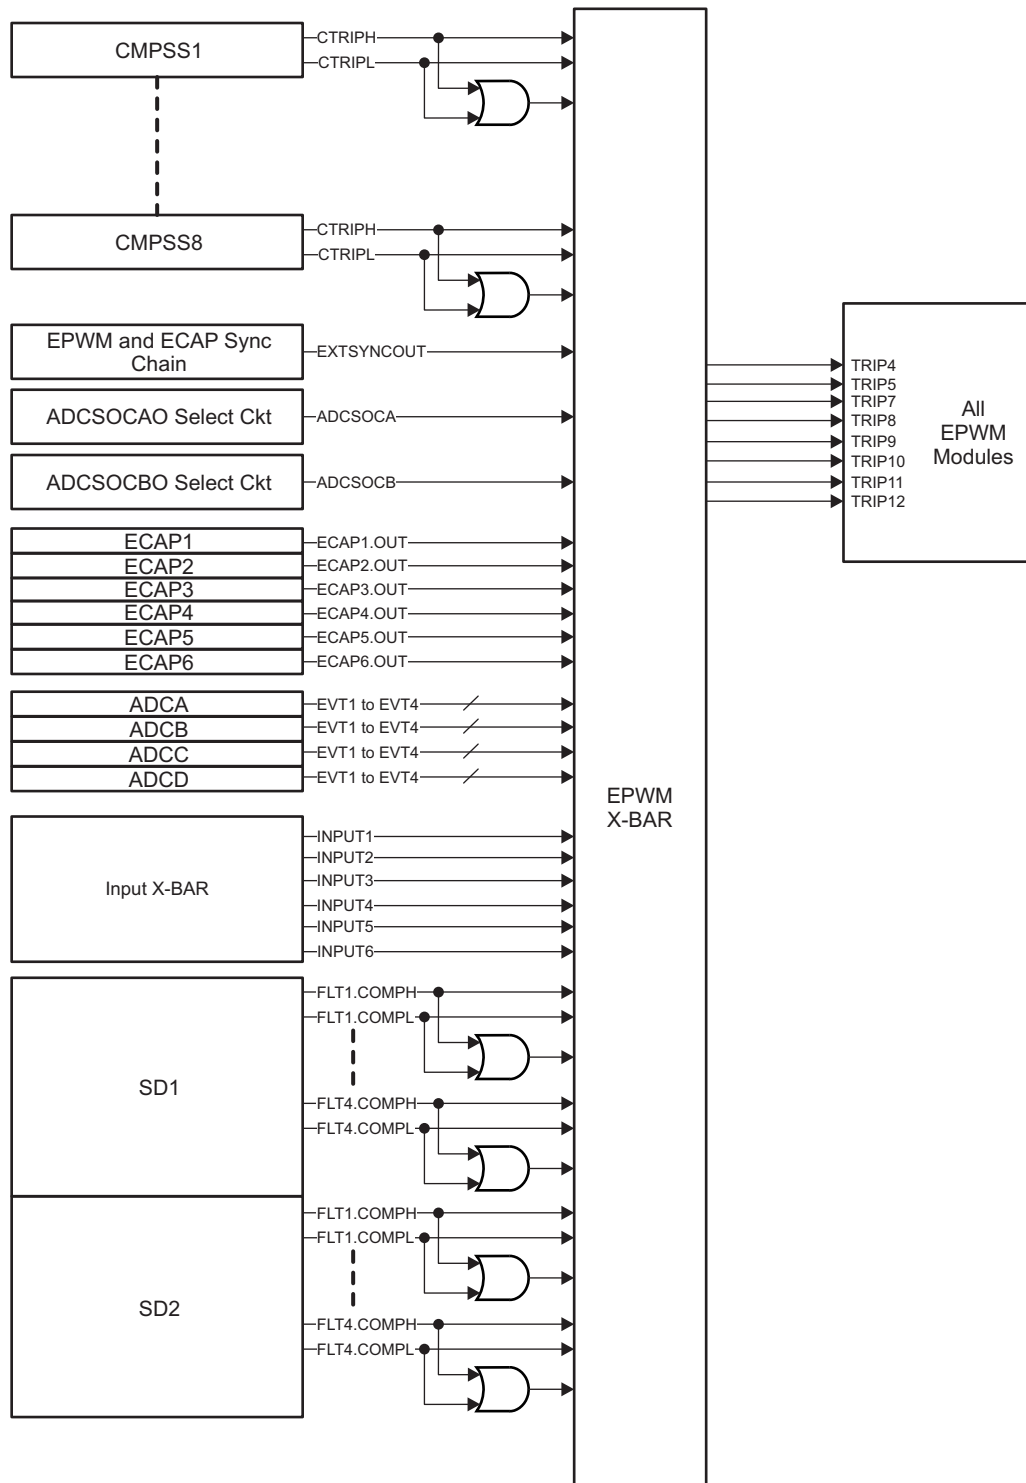 CMPSS1
CTRIPH
CTRIPL
CMPSS8
CTRIPH
CTRIPL
EPWM and ECAP Sync
Chain
EXTSYNCOUT
ADCSOCAO Select Ckt
ADCSOCA
ADCSOCBO Select Ckt
ADCSOCB
ECAP1
ECAP1.OUT
ECAP2
ECAP2.OUT
ECAP3
ECAP3.OUT
ECAP4
ECAP4.OUT
ECAP5
ECAP5.OUT
ECAP6
ECAP6.OUT
ADCA
EVT1 to EVT4
ADCB
EVT1 to EVT4
ADCC
EVT1 to EVT4
ADCD
EVT1 to EVT4
Input X-BAR
INPUT1
INPUT2
INPUT3
INPUT4
INPUT5
INPUT6
SD1
FLT1.COMPH
FLT1.COMPL
FLT4.COMPH
FLT4.COMPL
SD2
FLT1.COMPH
FLT1.COMPL
FLT4.COMPH
FLT4.COMPL
EPWM
X-BAR
TRIP4
TRIP5
TRIP7
TRIP8
TRIP9
TRIP10
TRIP11
TRIP12
All
EPWM
Modules